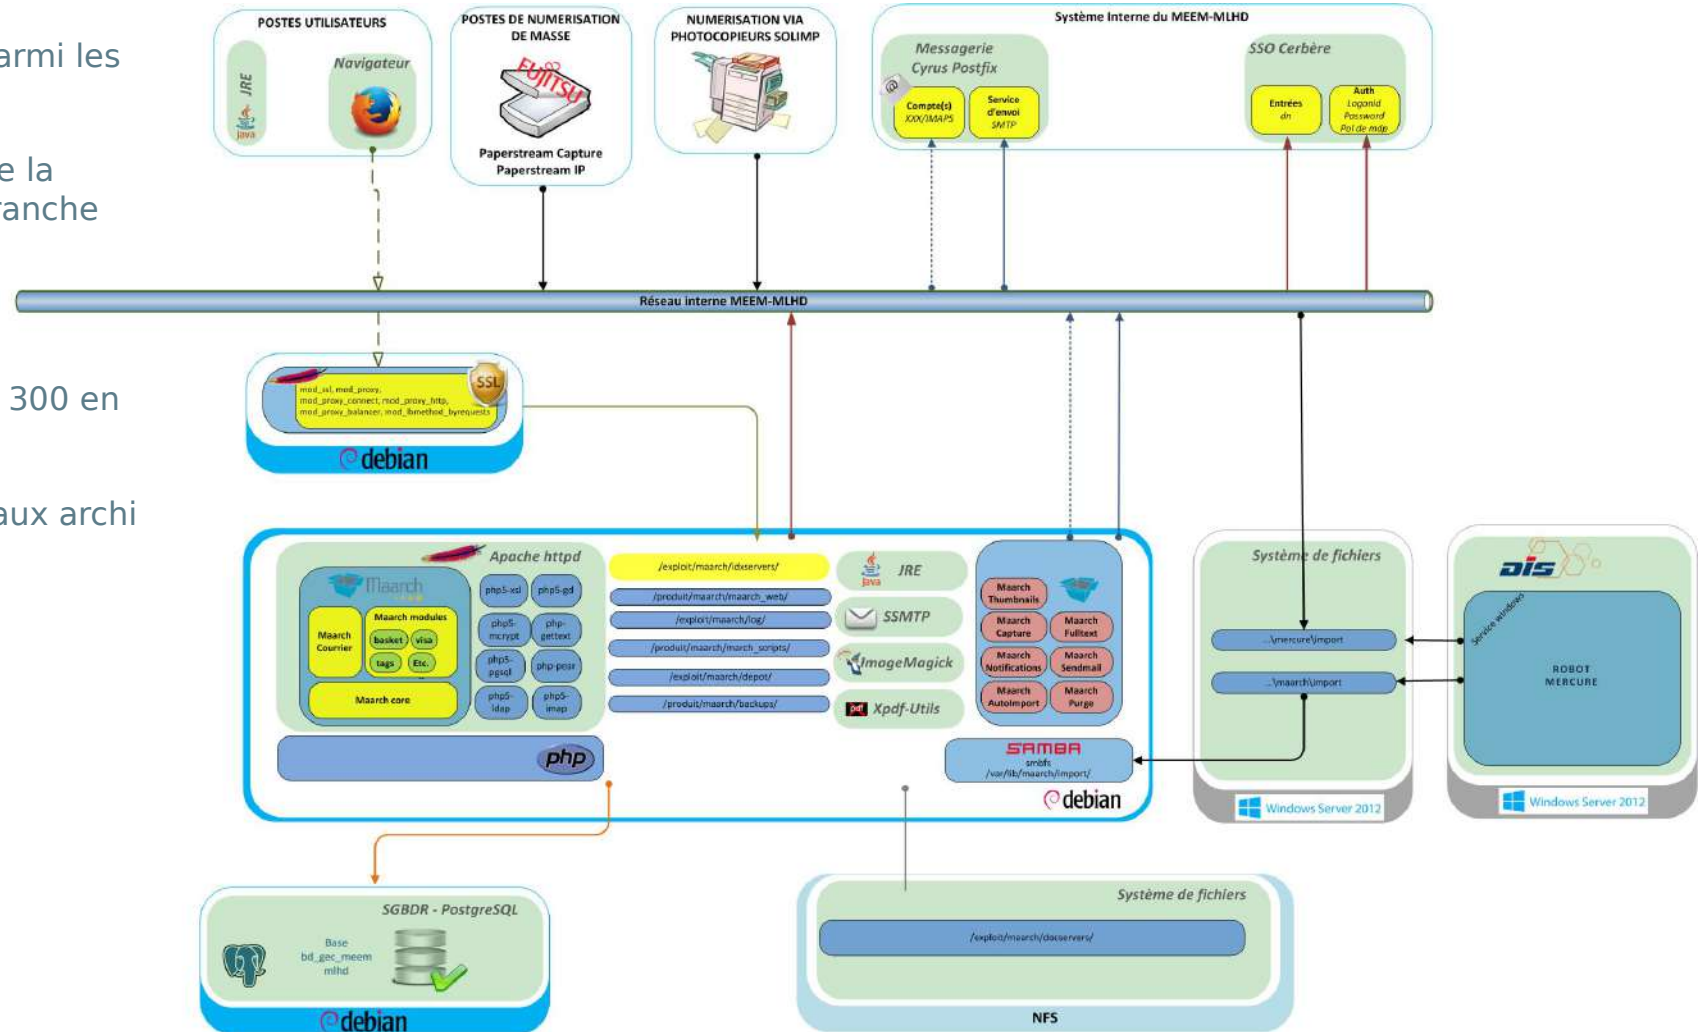 armi les
e la
ranche
300 en
aux archi
POSTES UTILISATEURS
JRE
Java
Navigateur
POSTES DE NUMERISATION
DE MASSE
FUJITSU
Paperstream Capture
Paperstream IP
NUMERISATION VIA
PHOTOCOPIEURS SOLIMP
Système Interne du MEEM-MLHD
Messagerie
Cyrus Postfix
@
Compte(s)
XXX/IMAPS
Service
d'envoi
SMTP
SSO Cerbère
Entrées
dn
Auth
Logonid
Password
Pol de mdp
Réseau interne MEEM-MLHD
SSL
mod_ssl, mod_proxy,
mod_proxy_connect, mod_proxy_http,
mod_proxy_balancer, mod_lbmethod_byrequests
debian
Apache httpd
Maarch
Maarch
Courrier
Maarch modules
basket
visa
tags
Etc.
Maarch core
php5-xsl
php5-gd
php5-
mcrypt
php-
gettext
php5-
pgsql
php-pear
php5-
ldap
php5-
imap
php
/exploit/maarch/idxservers/
/produit/maarch/maarch_web/
/exploit/maarch/log/
/produit/maarch/march_scripts/
/exploit/maarch/depot/
/produit/maarch/backups/
Java
JRE
SSMTP
ImageMagick
pdf
Xpdf-Utils
Maarch
Thumbnails
Maarch
Capture
Maarch
Fulltext
Maarch
Notifications
Maarch
Sendmail
Maarch
AutoImport
Maarch
Purge
SAMBA
smbfs
/var/lib/maarch/import/
debian
Système de fichiers
...\mercure\import
...\maarch\import
Windows Server 2012
DIS
Service windows
ROBOT
MERCURE
Windows Server 2012
SGBDR - PostgreSQL
Base
bd_gec_meem
mlhd
debian
Système de fichiers
/exploit/maarch/docservers/
NFS